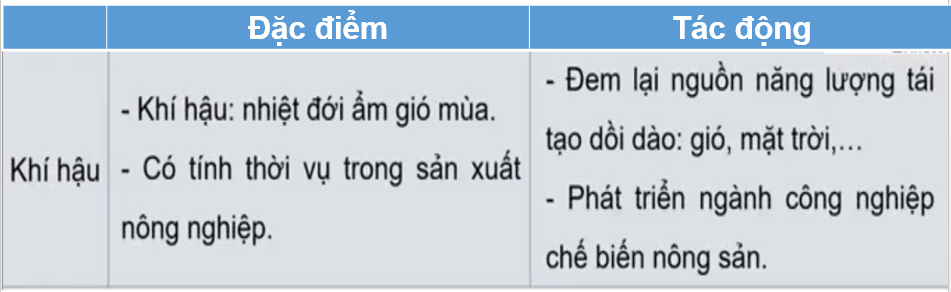 Đặc điểm
Tác động
Khí hậu
- Khí hậu: nhiệt đới ẩm gió mùa.
- Có tính thời vụ trong sản xuất
nông nghiệp.
- Đem lại nguồn năng lượng tái
tạo dồi dào: gió, mặt trời,...
- Phát triển ngành công nghiệp
chế biến nông sản.